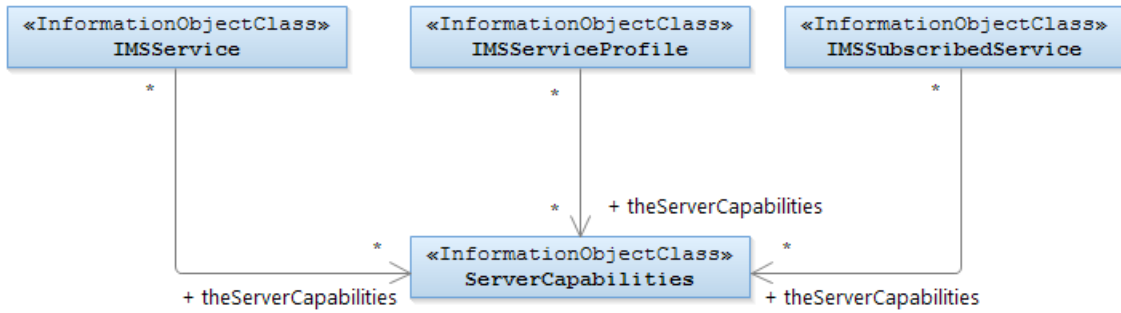 «InformationObjectClass»
IMSService
«InformationObjectClass»
IMSServiceProfile
«InformationObjectClass»
IMSSubscribedService
*
*
*
*
+ theServerCapabilities
*
*
«InformationObjectClass»
ServerCapabilities
+ theServerCapabilities
+ theServerCapabilities